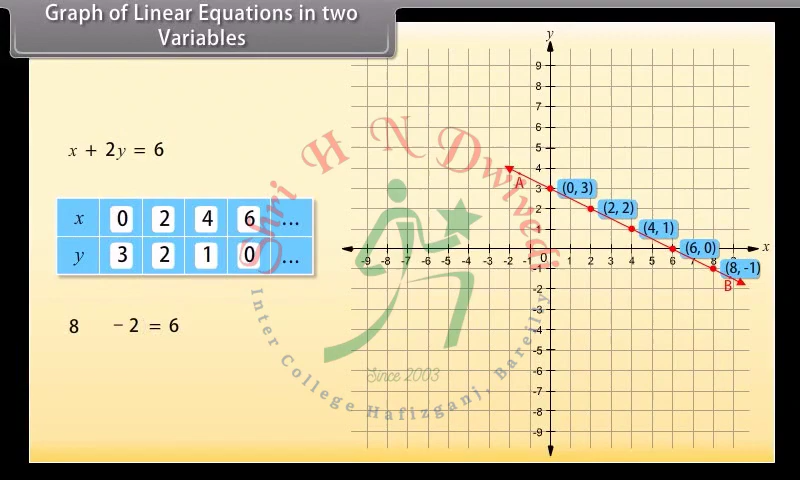 Graph of Linear Equations in two
Variables
x + 2y = 6
x 0 2 4 6 ...
y 3 2 1 0 ...
8 − 2 = 6
y
9
8
7
6
5
4
3
2
1
-9 -8 -7 -6 -5 -4 -3 -2 -1 0 1 2 3 4 5 6 7 8 9 x
-1
-2
-3
-4
-5
-6
-7
-8
-9
A
(0, 3)
(2, 2)
(4, 1)
(6, 0)
(8, -1)
B
Shri H N Dwivedi
Inter College Hafizganj, Bareilly
Since 2003